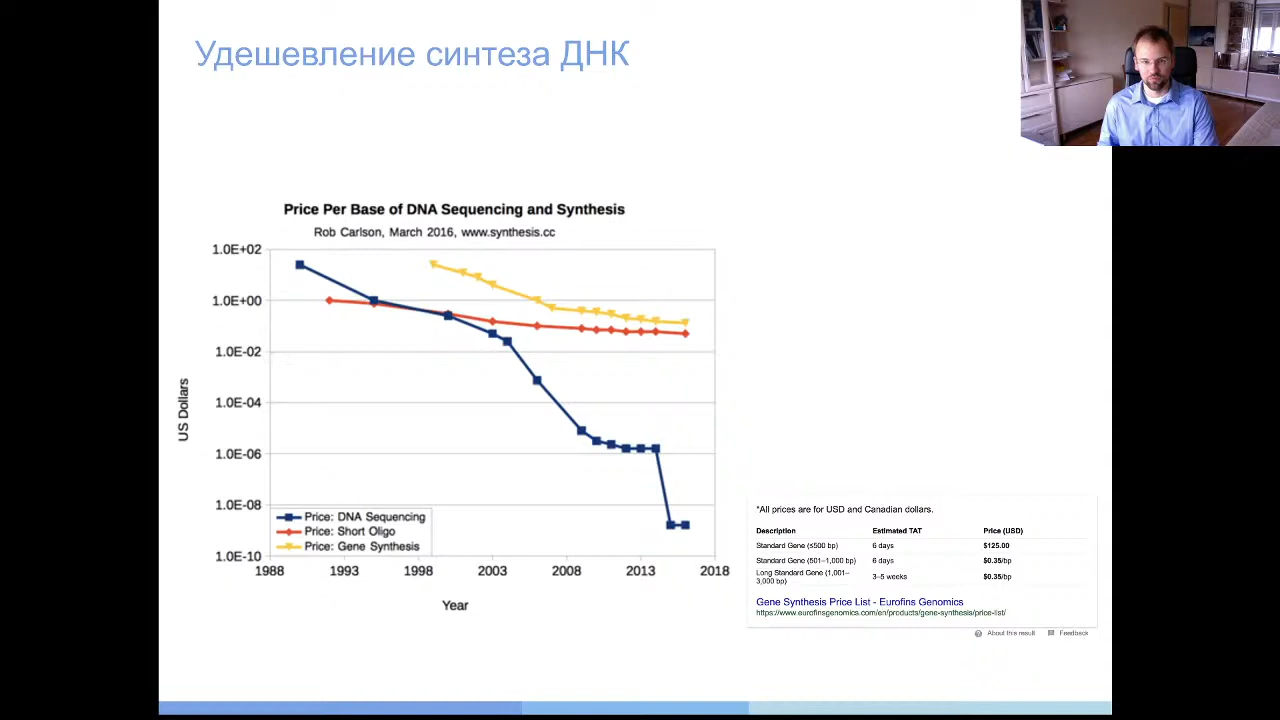 Удешевление синтеза ДНК
Price Per Base of DNA Sequencing and Synthesis
Rob Carlson, March 2016, www.synthesis.cc
1.0E+02
1.0E+00
1.0E-02
1.0E-04
1.0E-06
1.0E-08
1.0E-10
US Dollars
Price: DNA Sequencing
Price: Short Oligo
Price: Gene Synthesis
1988 1993 1998 2003 2008 2013 2018
Year
*All prices are for USD and Canadian dollars.
Description Estimated TAT Price (USD)
Standard Gene (≤500 bp) 6 days $125.00
Standard Gene (501–1,000 bp) 6 days $0.35/bp
Long Standard Gene (1,001–
3,000 bp) 3–5 weeks $0.35/bp
Gene Synthesis Price List - Eurofins Genomics
https://www.eurofinsgenomics.com/en/products/gene-synthesis/price-list/
About this result Feedback